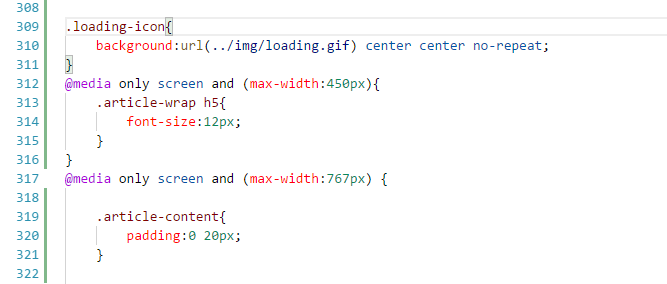 308
309 .loading-icon{
310 background:url(../img/loading.gif) center center no-repeat;
311 }
312 @media only screen and (max-width:450px){
313 .article-wrap h5{
314 font-size:12px;
315 }
316 }
317 @media only screen and (max-width:767px) {
318
319 .article-content{
320 padding:0 20px;
321 }
322